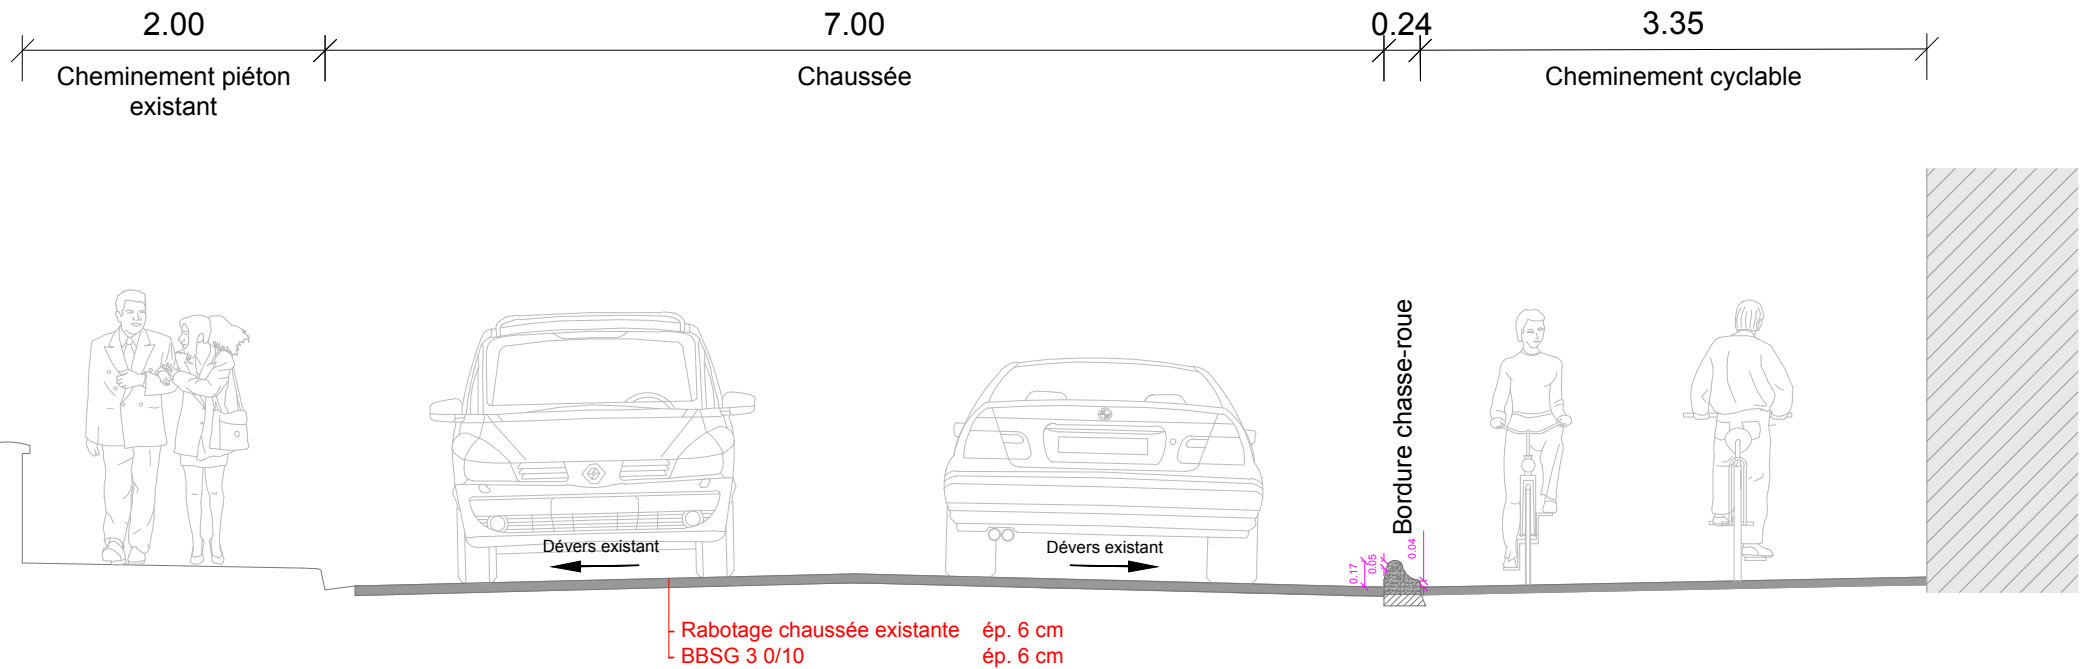 2.00
7.00
0.24
3.35
Cheminement piéton
existant
Chaussée
Cheminement cyclable
Bordure chasse-roue
0.17
0.05
0.04
Dévers existant
Dévers existant
Rabotage chaussée existante ép. 6 cm
BBSG 3 0/10 ép. 6 cm